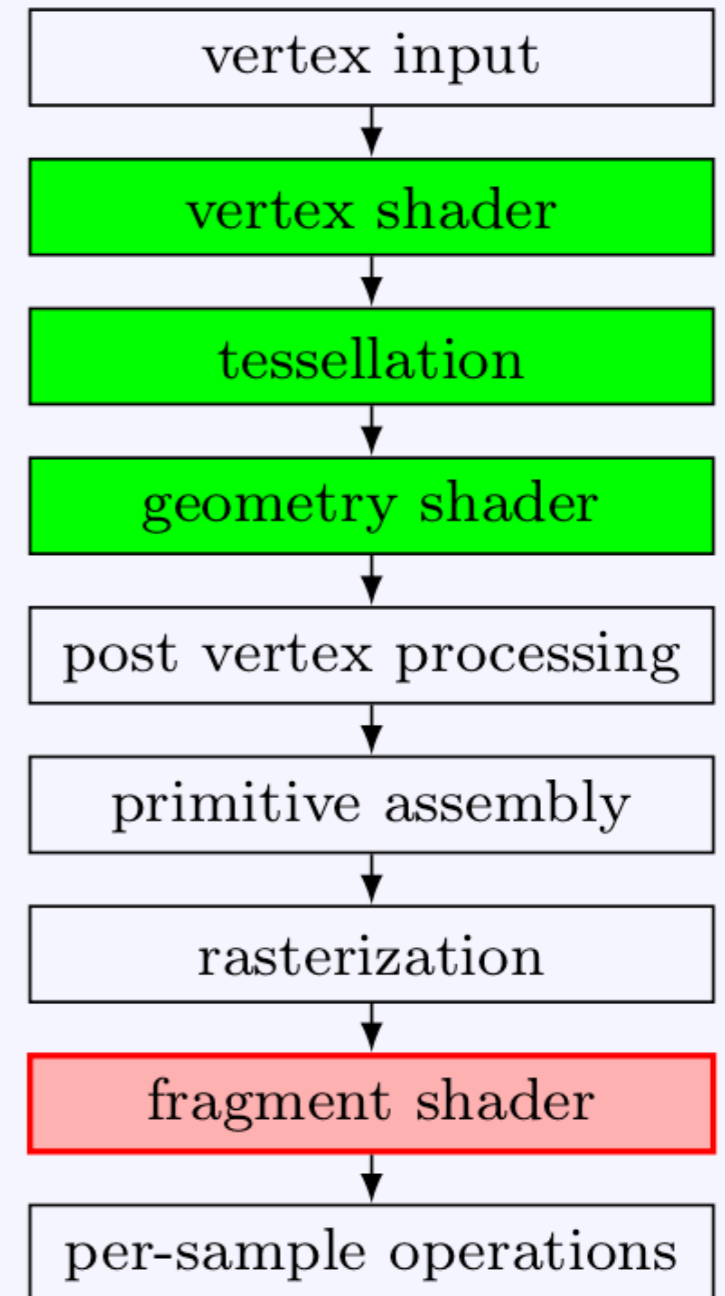 vertex input
vertex shader
tessellation
geometry shader
post vertex processing
primitive assembly
rasterization
fragment shader
per-sample operations